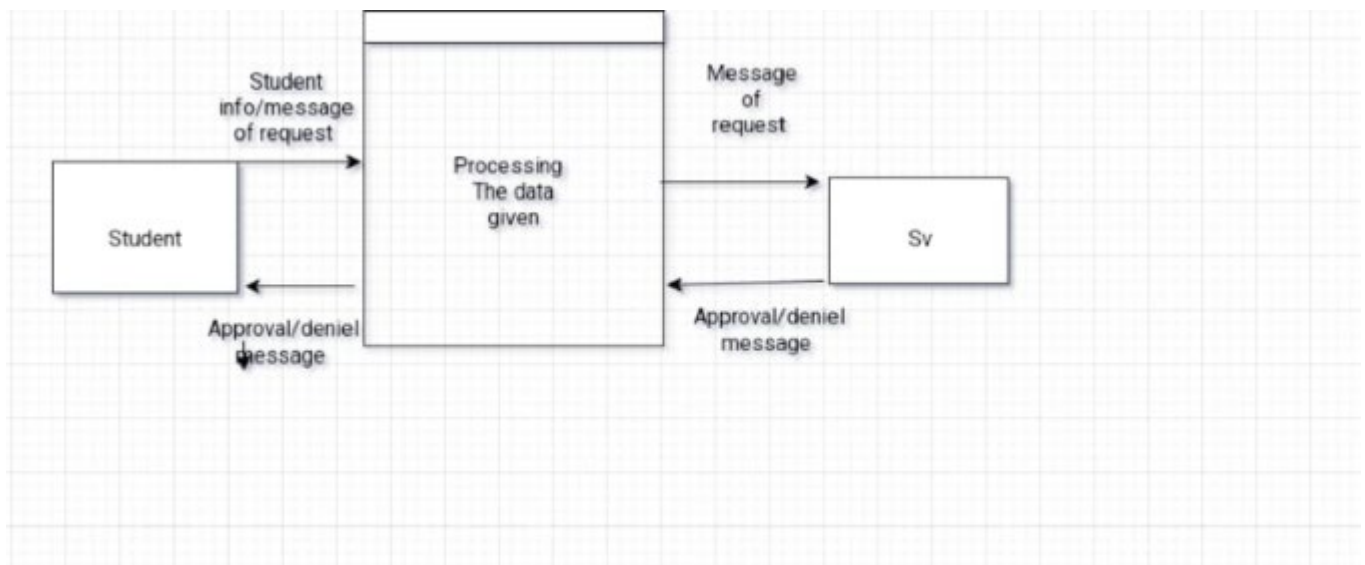 Student
info/message
of request
Message
of
request
Processing
The data
given
Student
Sv
Approval/deniel
message
Approval/deniel
message